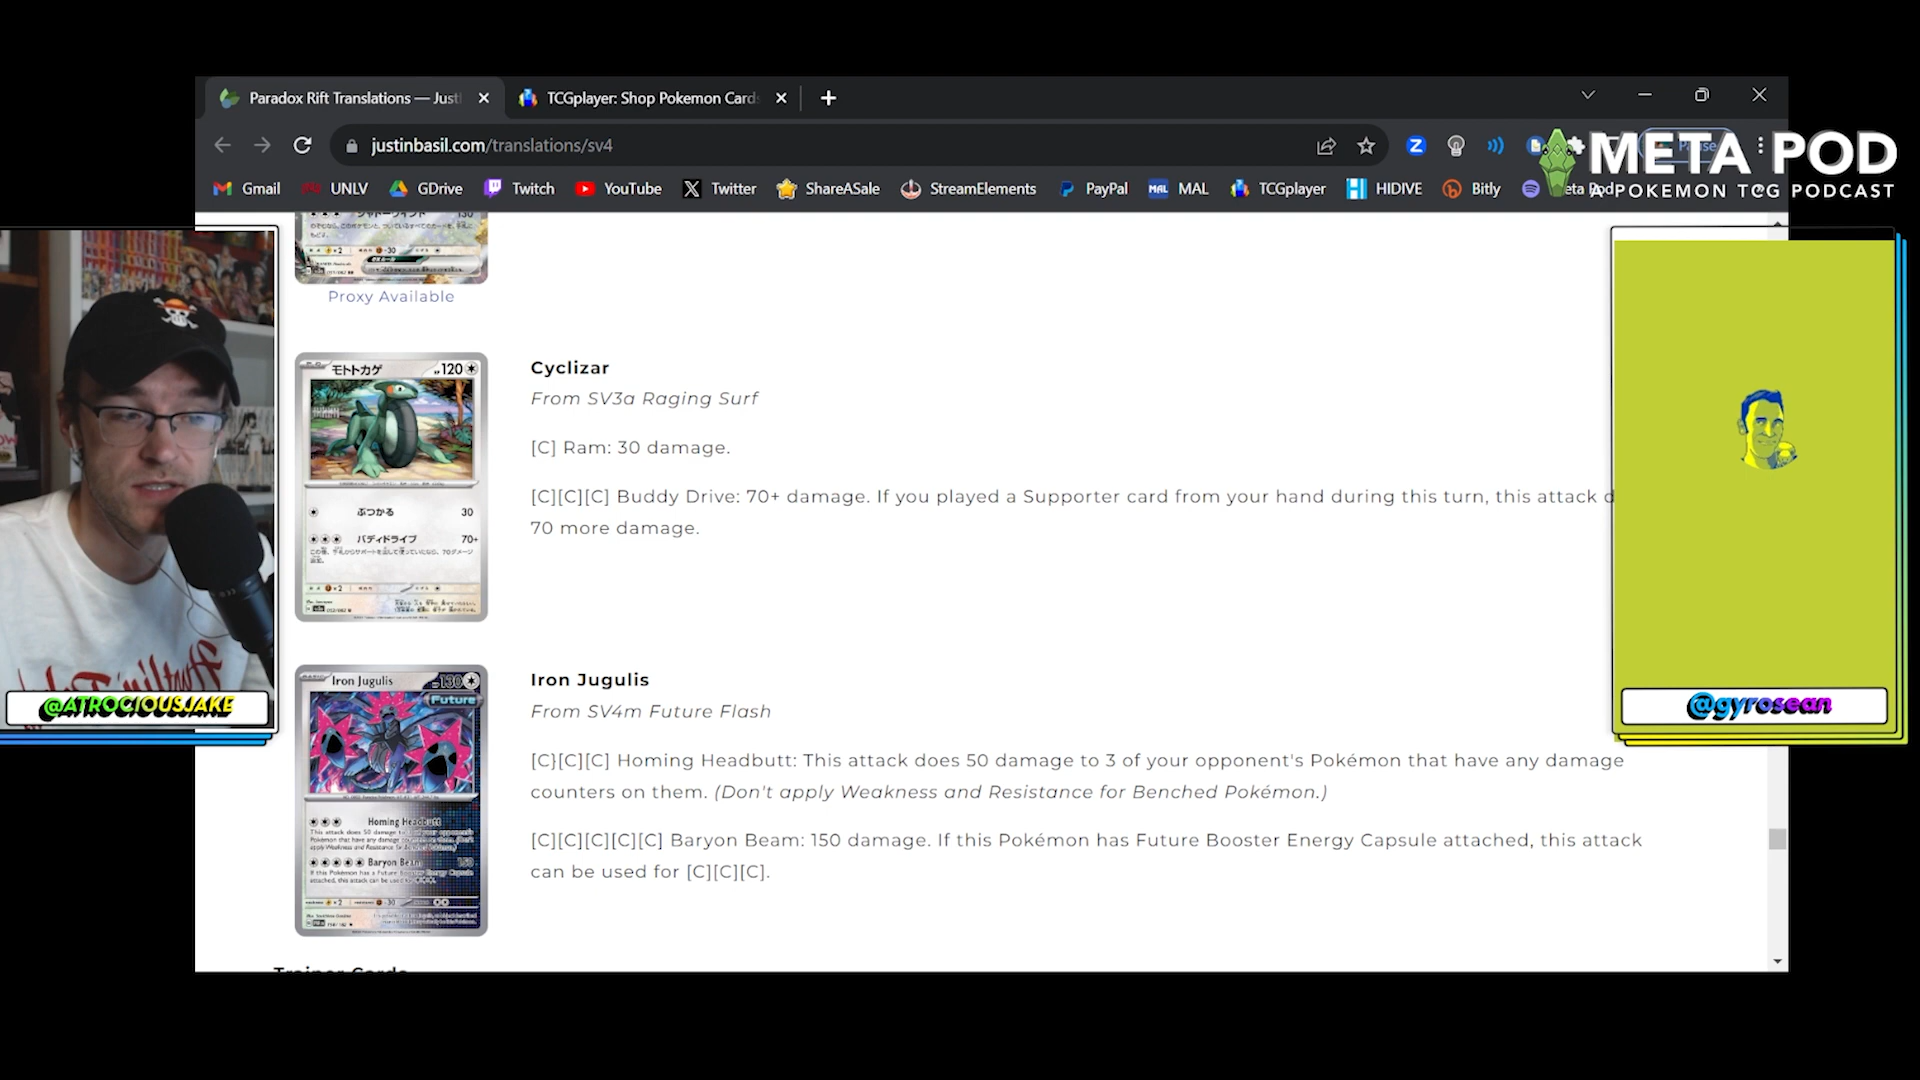 Paradox Rift Translations — Just
TCGplayer: Shop Pokemon Cards
justinbasil.com/translations/sv4
META POD
A POKEMON TCG PODCAST
Gmail
UNLV
GDrive
Twitch
YouTube
Twitter
ShareASale
StreamElements
PayPal
MAL
TCGplayer
HIDIVE
Bitly
130
Proxy Available
モトトカゲ
120
ぶつかる 30
バディドライブ 70+
Cyclizar
From SV3a Raging Surf
[C] Ram: 30 damage.
[C][C][C] Buddy Drive: 70+ damage. If you played a Supporter card from your hand during this turn, this attack d
70 more damage.
Iron Jugulis
130
Future
Homing Headbutt
Baryon Beam 150
Iron Jugulis
From SV4m Future Flash
[C}[C][C] Homing Headbutt: This attack does 50 damage to 3 of your opponent's Pokémon that have any damage
counters on them. (Don't apply Weakness and Resistance for Benched Pokémon.)
[C][C][C][C][C] Baryon Beam: 150 damage. If this Pokémon has Future Booster Energy Capsule attached, this attack
can be used for [C][C][C].
Trainer Cards
@ATROCIOUSJAKE
@gyrosean